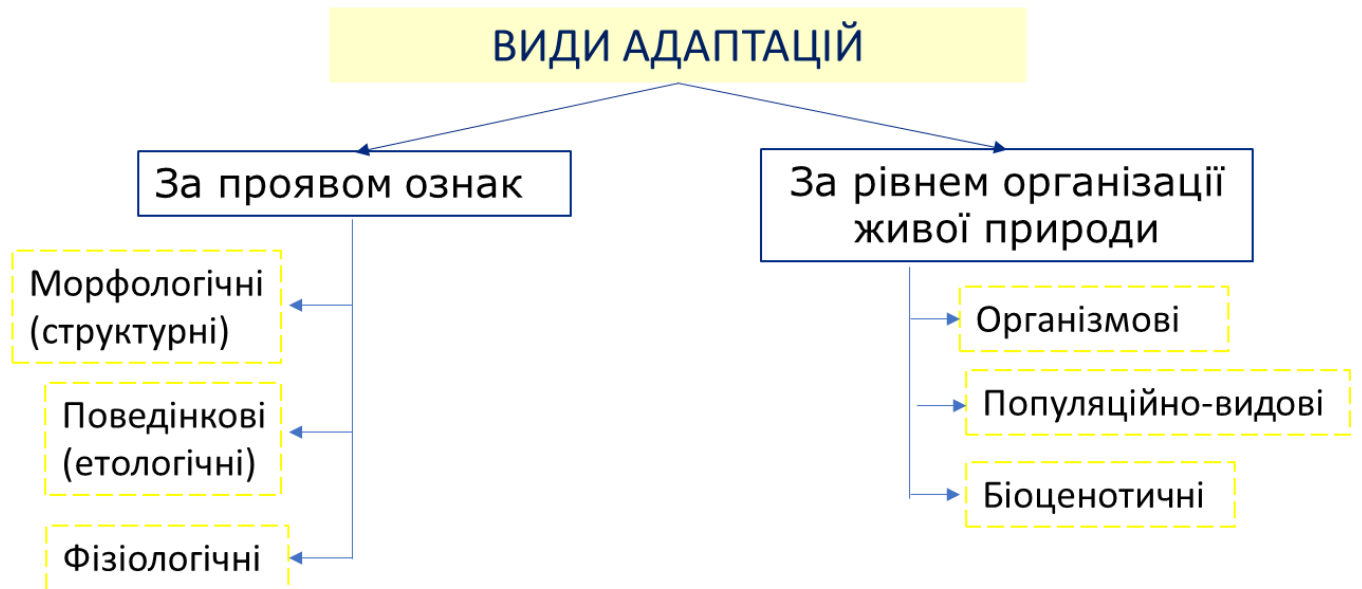 ВИДИ АДАПТАЦІЙ
За проявом ознак
Морфологічні
(структурні)
Поведінкові
(етологічні)
Фізіологічні
За рівнем організації
живої природи
Організмові
Популяційно-видові
Біоценотичні